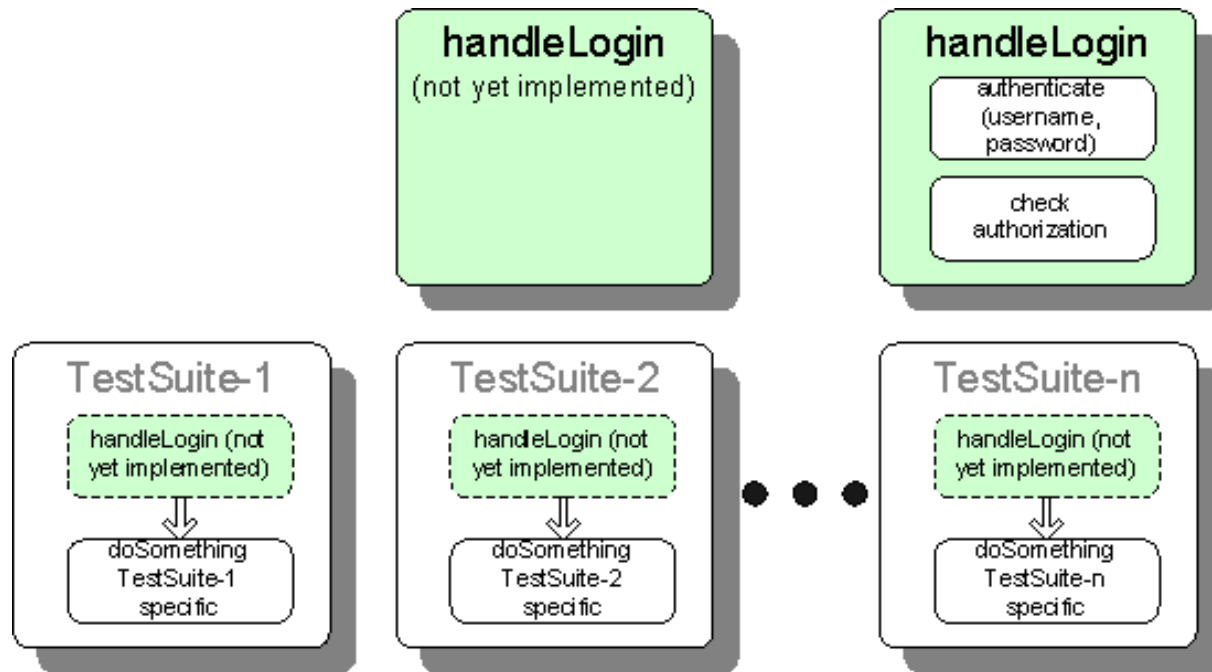 handleLogin
(not yet implemented)
handleLogin
authenticate
(username,
password)
check
authorization
TestSuite-1
handleLogin (not
yet implemented)
doSomething
TestSuite-1
specific
TestSuite-2
handleLogin (not
yet implemented)
doSomething
TestSuite-2
specific
TestSuite-n
handleLogin (not
yet implemented)
doSomething
TestSuite-n
specific